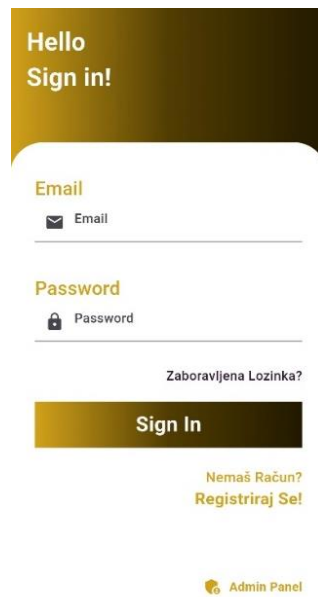 Hello
Sign in!
Email
Email
Password
Password
Zaboravljena Lozinka?
Sign In
Nemaš Račun?
Registriraj Se!
Admin Panel